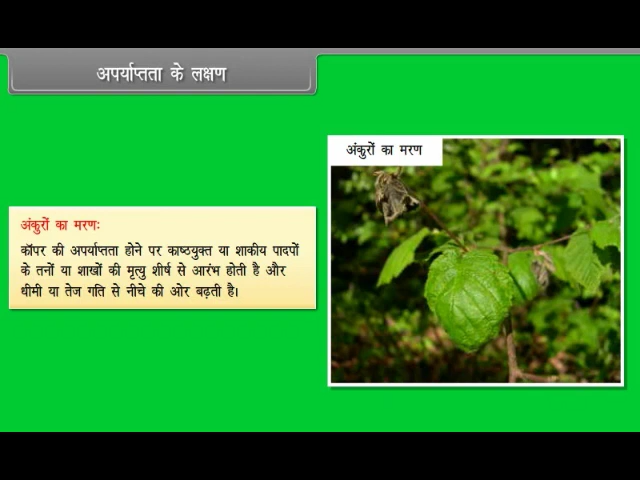 अपर्याप्तता के लक्षण
अंकुरों का मरण
अंकुरों का मरणः
कॉपर की अपर्याप्तता होने पर काष्ठयुक्त या शाकीय पादपों
के तनों या शाखों की मृत्यु शीर्ष से आरंभ होती है और
धीमी या तेज गति से नीचे की ओर बढ़ती है।